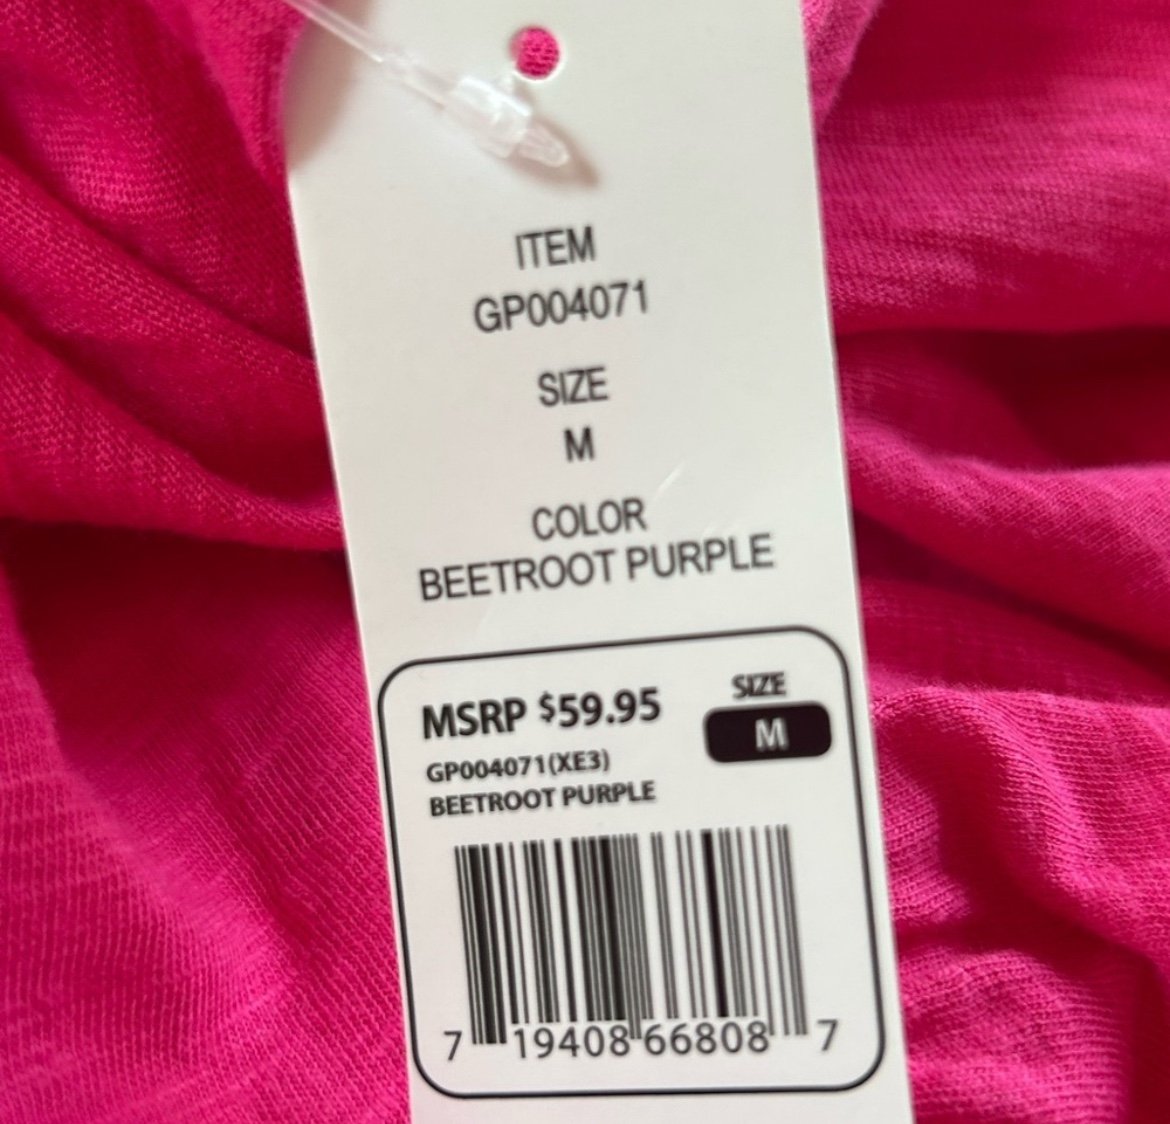 ITEM
GP004071
SIZE
M
COLOR
BEETROOT PURPLE
MSRP $59.95
SIZE
M
GP004071(XE3)
BEETROOT PURPLE
7 19408 66808 7